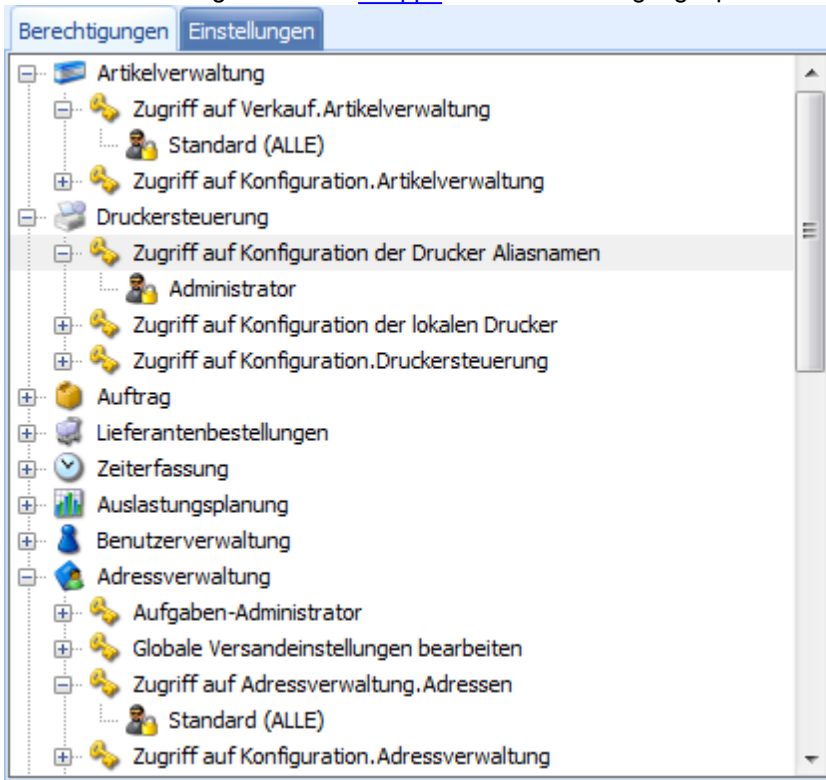 Berechtigungen Einstellungen
Artikelverwaltung
Zugriff auf Verkauf.Artikelverwaltung
Standard (ALLE)
Zugriff auf Konfiguration.Artikelverwaltung
Druckersteuerung
Zugriff auf Konfiguration der Drucker Aliasnamen
Administrator
Zugriff auf Konfiguration der lokalen Drucker
Zugriff auf Konfiguration.Druckersteuerung
Auftrag
Lieferantenbestellungen
Zeiterfassung
Auslastungsplanung
Benutzerverwaltung
Adressverwaltung
Aufgaben-Administrator
Globale Versandeinstellungen bearbeiten
Zugriff auf Adressverwaltung.Adressen
Standard (ALLE)
Zugriff auf Konfiguration.Adressverwaltung